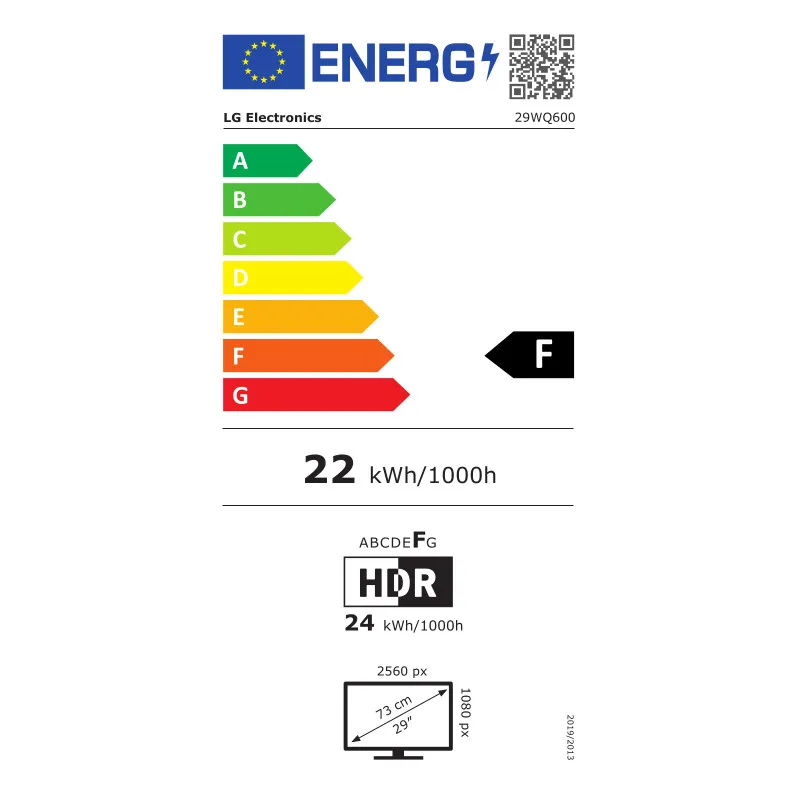 ENERG
LG Electronics 29WQ600
A
B
C
D
E
F
F
G
22 kWh/1000h
ABCDEFG
HDR
24 kWh/1000h
2560 px
1080 px
73 cm
29”
2019/2013